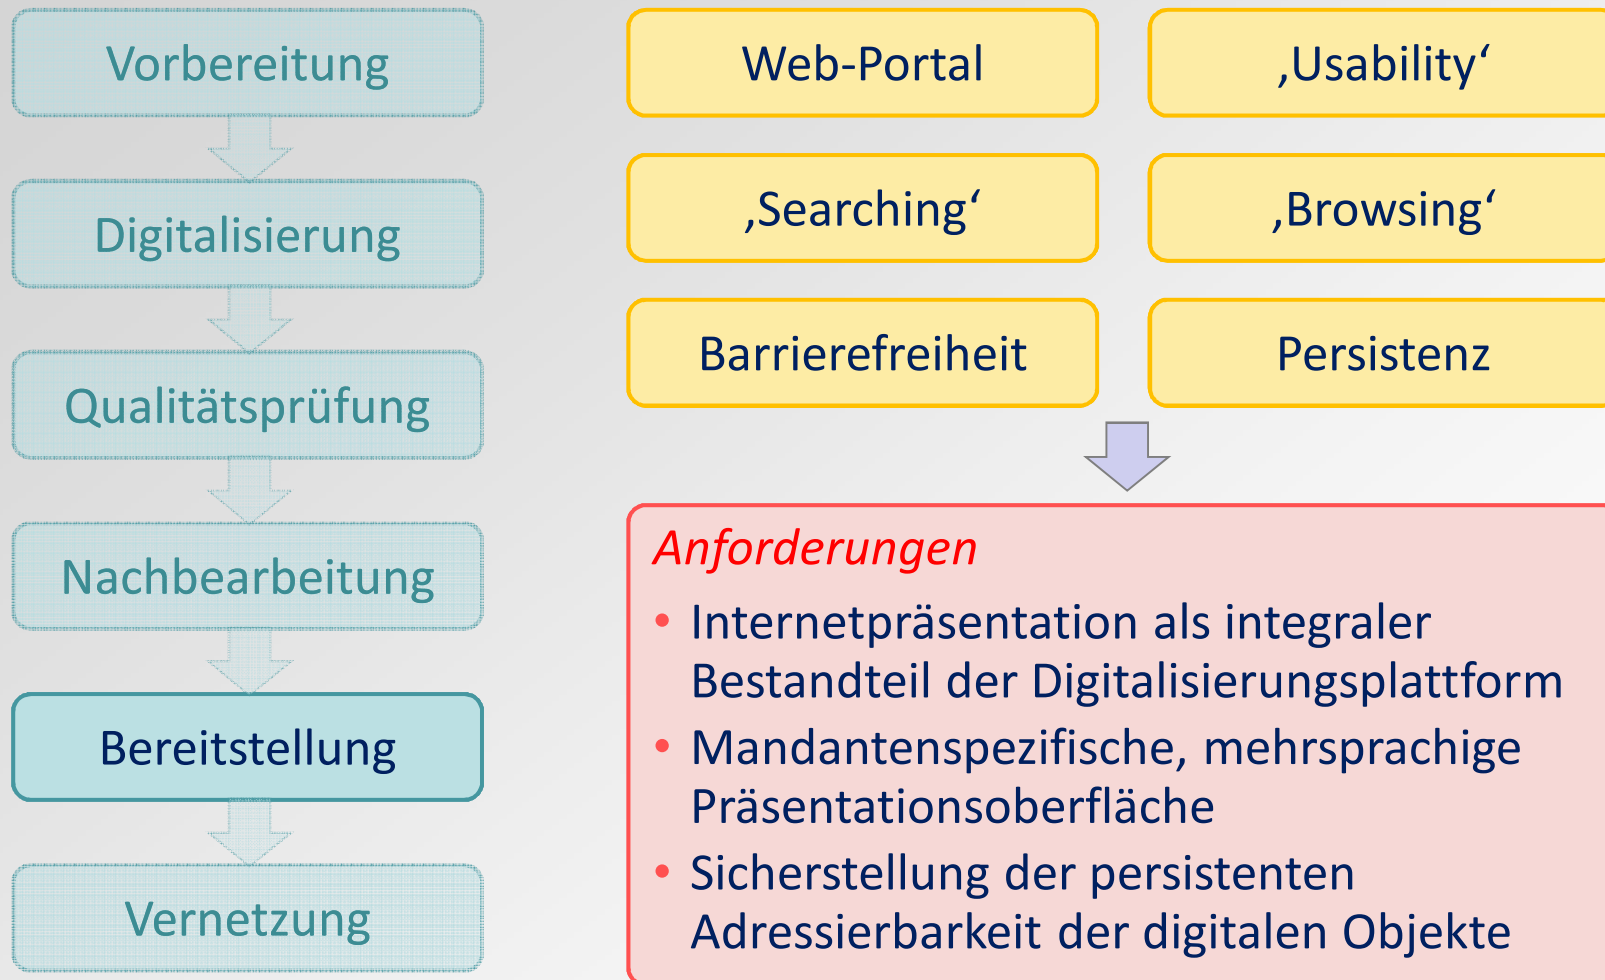 Vorbereitung
Digitalisierung
Qualitätsprüfung
Nachbearbeitung
Bereitstellung
Vernetzung
Web-Portal
‚Usability‘
‚Searching‘
‚Browsing‘
Barrierefreiheit
Persistenz
Anforderungen
• Internetpräsentation als integraler
Bestandteil der Digitalisierungsplattform
• Mandantenspezifische, mehrsprachige
Präsentationsoberfläche
• Sicherstellung der persistenten
Adressierbarkeit der digitalen Objekte